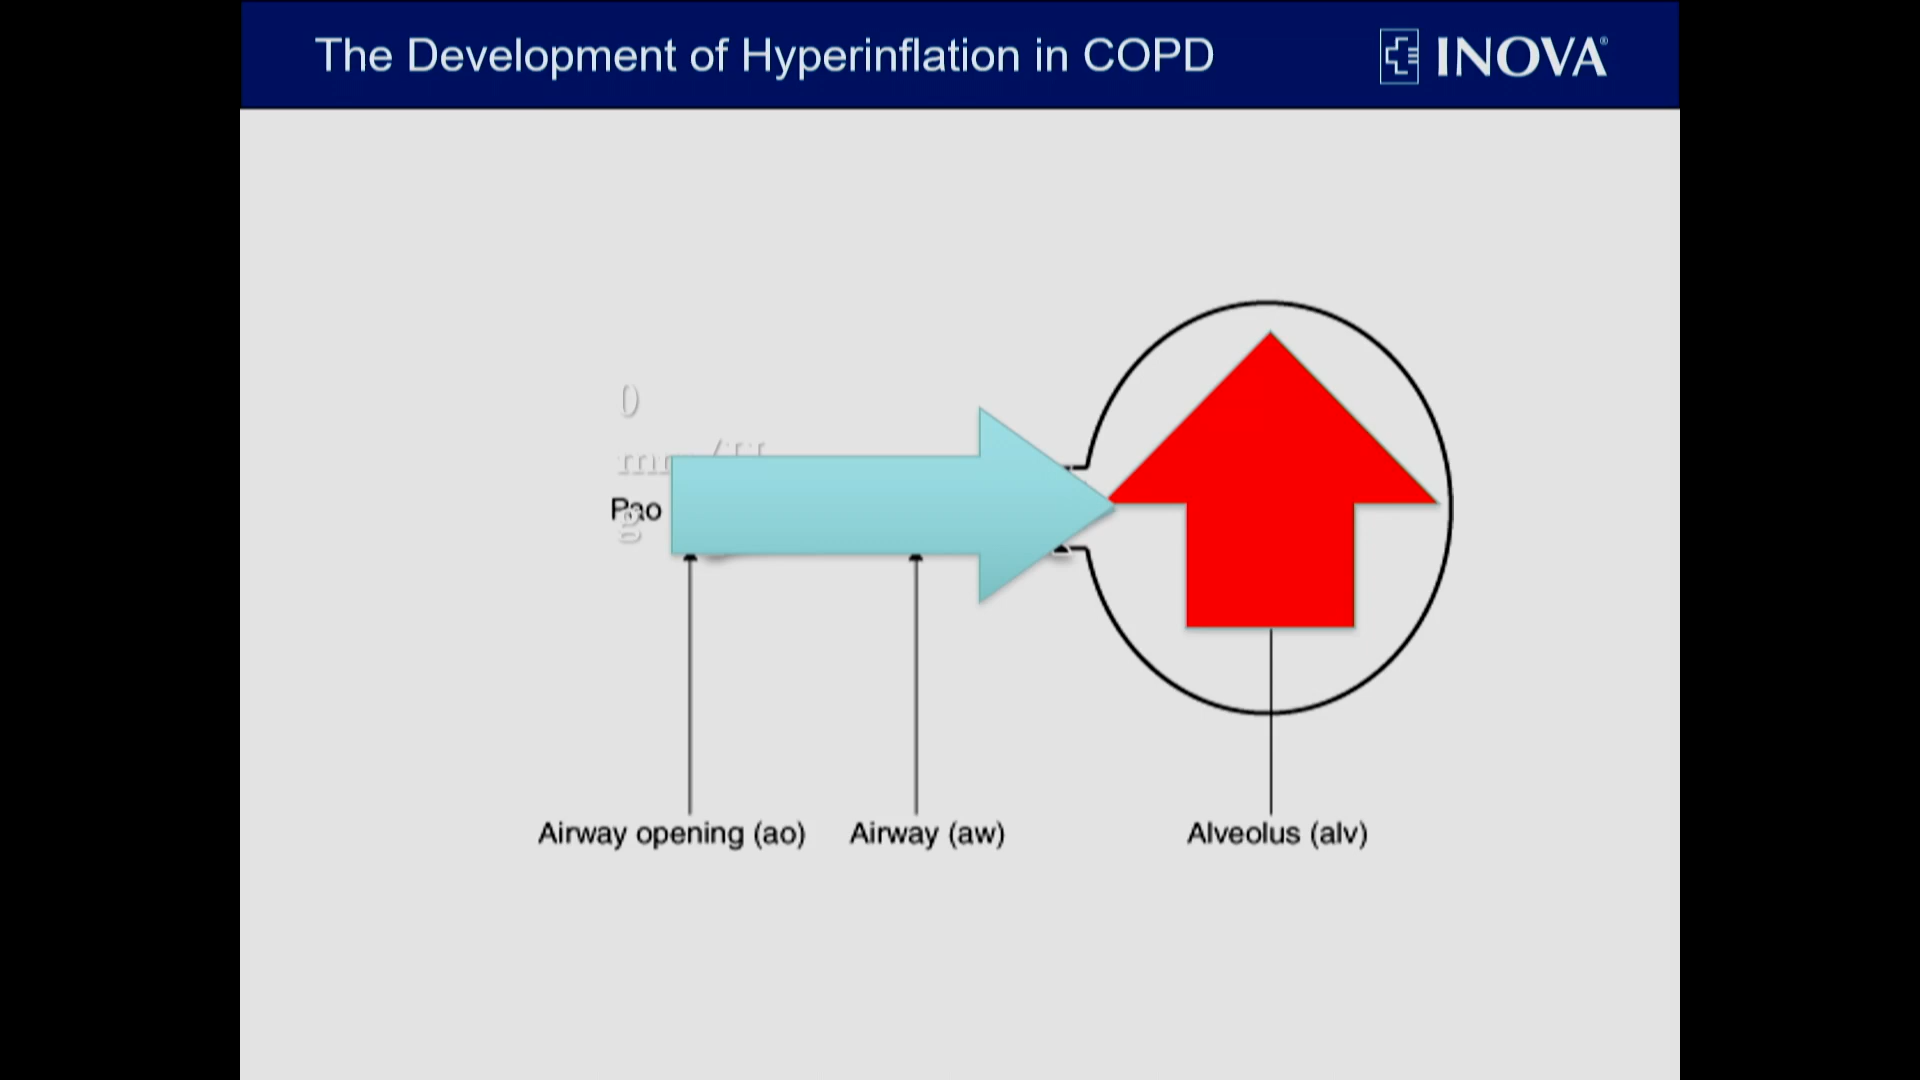 The Development of Hyperinflation in COPD
INOVA®
0
Pao
g
Airway opening (ao)
Airway (aw)
Alveolus (alv)